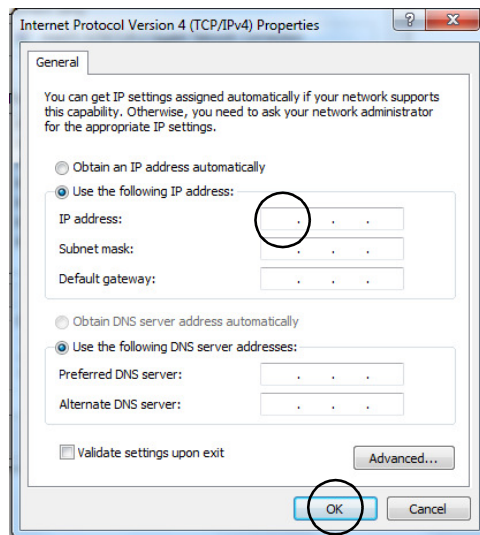 Internet Protocol Version 4 (TCP/IPv4) Properties
General
You can get IP settings assigned automatically if your network supports
this capability. Otherwise, you need to ask your network administrator
for the appropriate IP settings.
Obtain an IP address automatically
Use the following IP address:
IP address: . . .
Subnet mask: . . .
Default gateway: . . .
Obtain DNS server address automatically
Use the following DNS server addresses:
Preferred DNS server: . . .
Alternate DNS server: . . .
Validate settings upon exit
Advanced...
OK Cancel